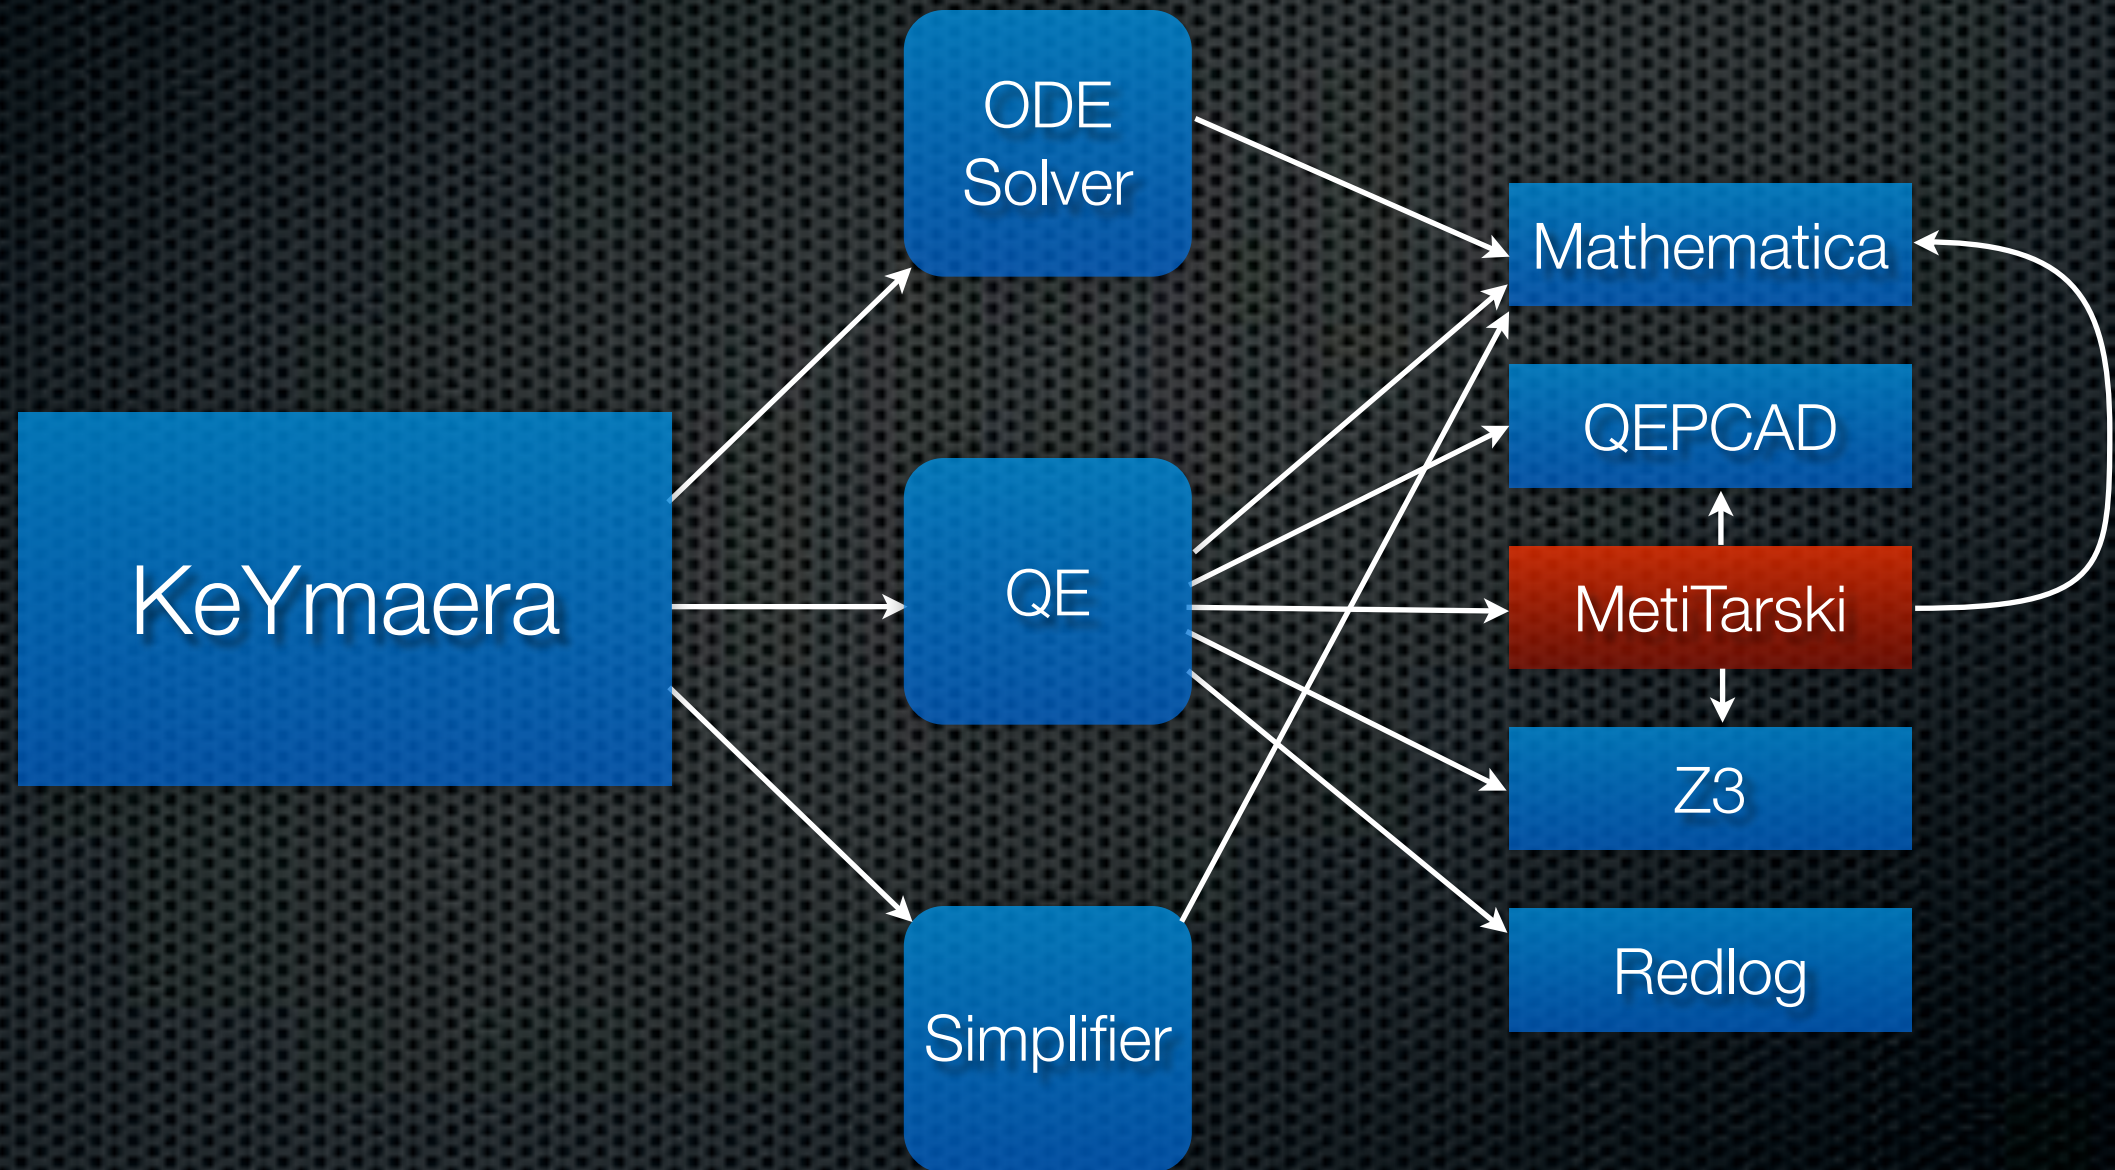 KeYmaera
ODE
Solver
QE
Simplifier
Mathematica
QEPCAD
MetiTarski
Z3
Redlog